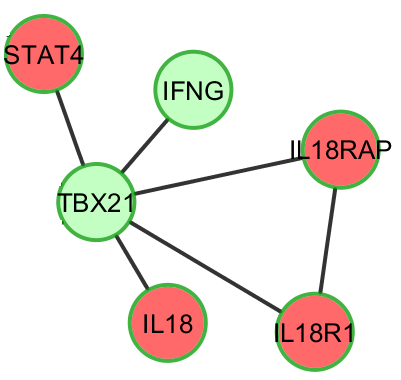 STAT4
IFNG
IL18RAP
TBX21
IL18
IL18R1